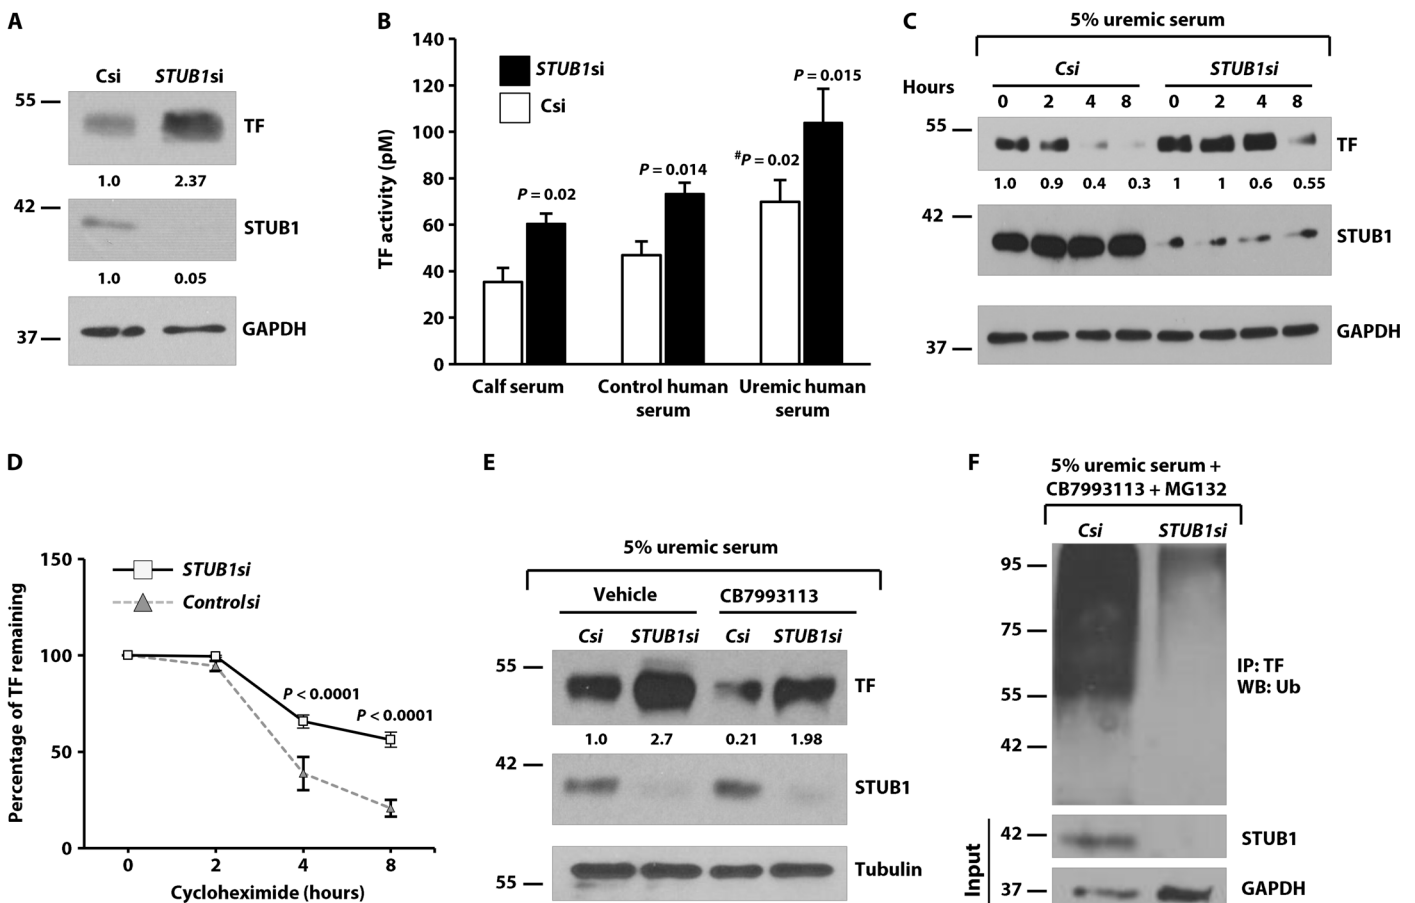 A
Csi STUB1si
55
TF
1.0 2.37
42
STUB1
1.0 0.05
37
GAPDH
B
TF activity (pM)
140
120
100
80
60
40
20
0
STUB1si
Csi
P = 0.02
P = 0.014
#P = 0.02
P = 0.015
Calf serum
Control human
serum
Uremic human
serum
C
5% uremic serum
Csi STUB1si
Hours 0 2 4 8 0 2 4 8
55
TF
1.0 0.9 0.4 0.3 1 1 0.6 0.55
42
STUB1
37
GAPDH
D
Percentage of TF remaining
150
100
50
0
STUB1si
Controlsi
P < 0.0001
P < 0.0001
0 2 4 8
Cycloheximide (hours)
E
5% uremic serum
Vehicle CB7993113
Csi STUB1si Csi STUB1si
55
TF
1.0 2.7 0.21 1.98
42
STUB1
55
Tubulin
F
5% uremic serum +
CB7993113 + MG132
Csi STUB1si
95
75
55
42
IP: TF
WB: Ub
Input
42
STUB1
37
GAPDH